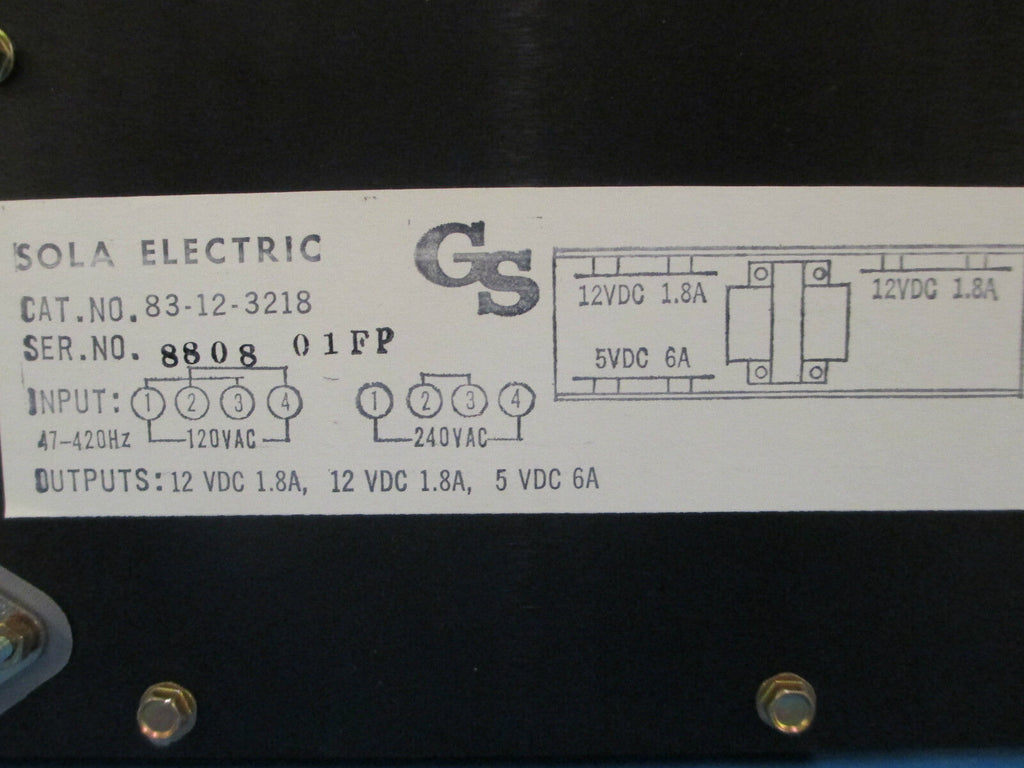 SOLA ELECTRIC
GS
CAT.NO. 83-12-3218
SER.NO. 8808 01FP
INPUT: 1 2 3 4 1 2 3 4
47-420Hz 120VAC 240VAC
OUTPUTS: 12 VDC 1.8A, 12 VDC 1.8A, 5 VDC 6A
12VDC 1.8A 12VDC 1.8A
5VDC 6A